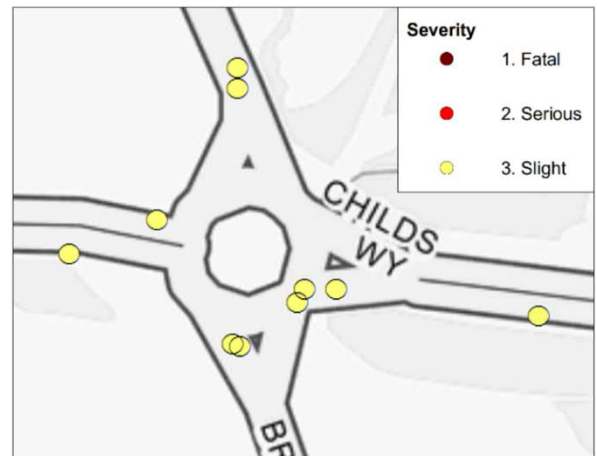 Severity
1. Fatal
2. Serious
3. Slight
CHILDS
WY
BR